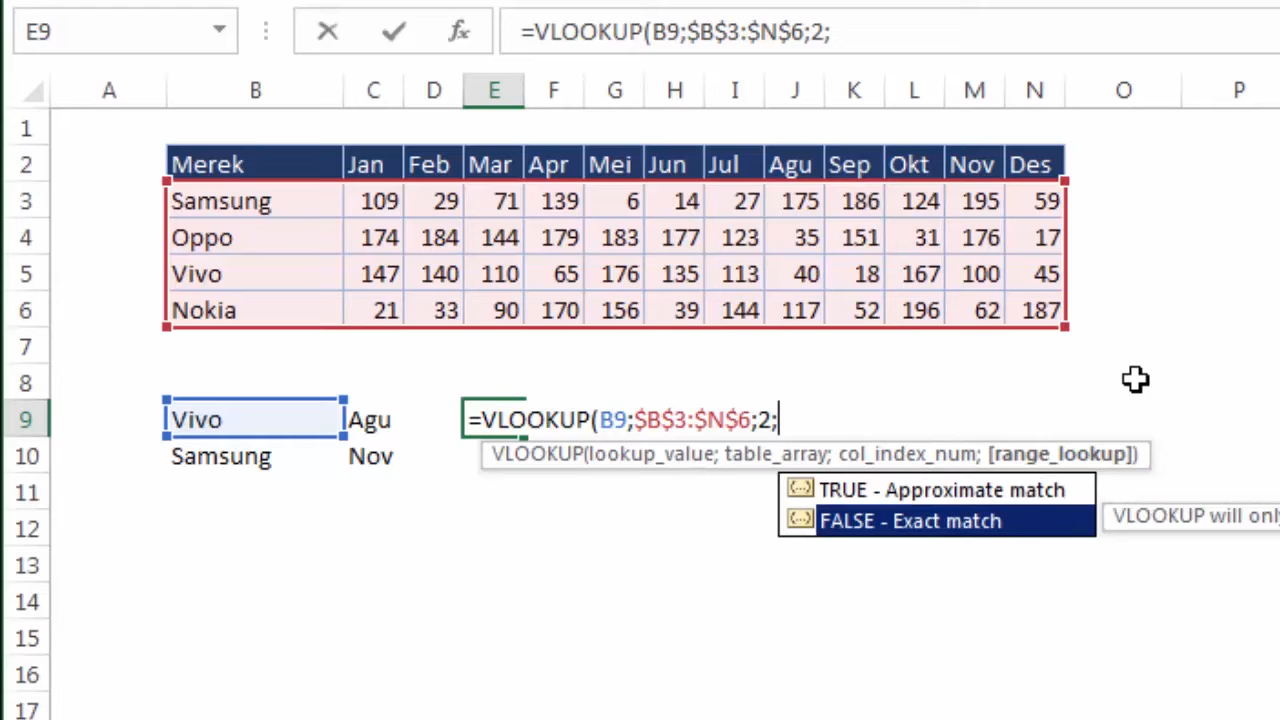 E9 fx =VLOOKUP(B9;$B$3:$N$6;2;
A B C D E F G H I J K L M N O P
1
2 Merek Jan Feb Mar Apr Mei Jun Jul Agu Sep Okt Nov Des
3 Samsung 109 29 71 139 6 14 27 175 186 124 195 59
4 Oppo 174 184 144 179 183 177 123 35 151 31 176 17
5 Vivo 147 140 110 65 176 135 113 40 18 167 100 45
6 Nokia 21 33 90 170 156 39 144 117 52 196 62 187
7
8
9 Vivo Agu =VLOOKUP(B9;$B$3:$N$6;2;
10 Samsung Nov VLOOKUP(lookup_value; table_array; col_index_num; [range_lookup])
11 (...) TRUE - Approximate match
12 (...) FALSE - Exact match VLOOKUP will only
13
14
15
16
17